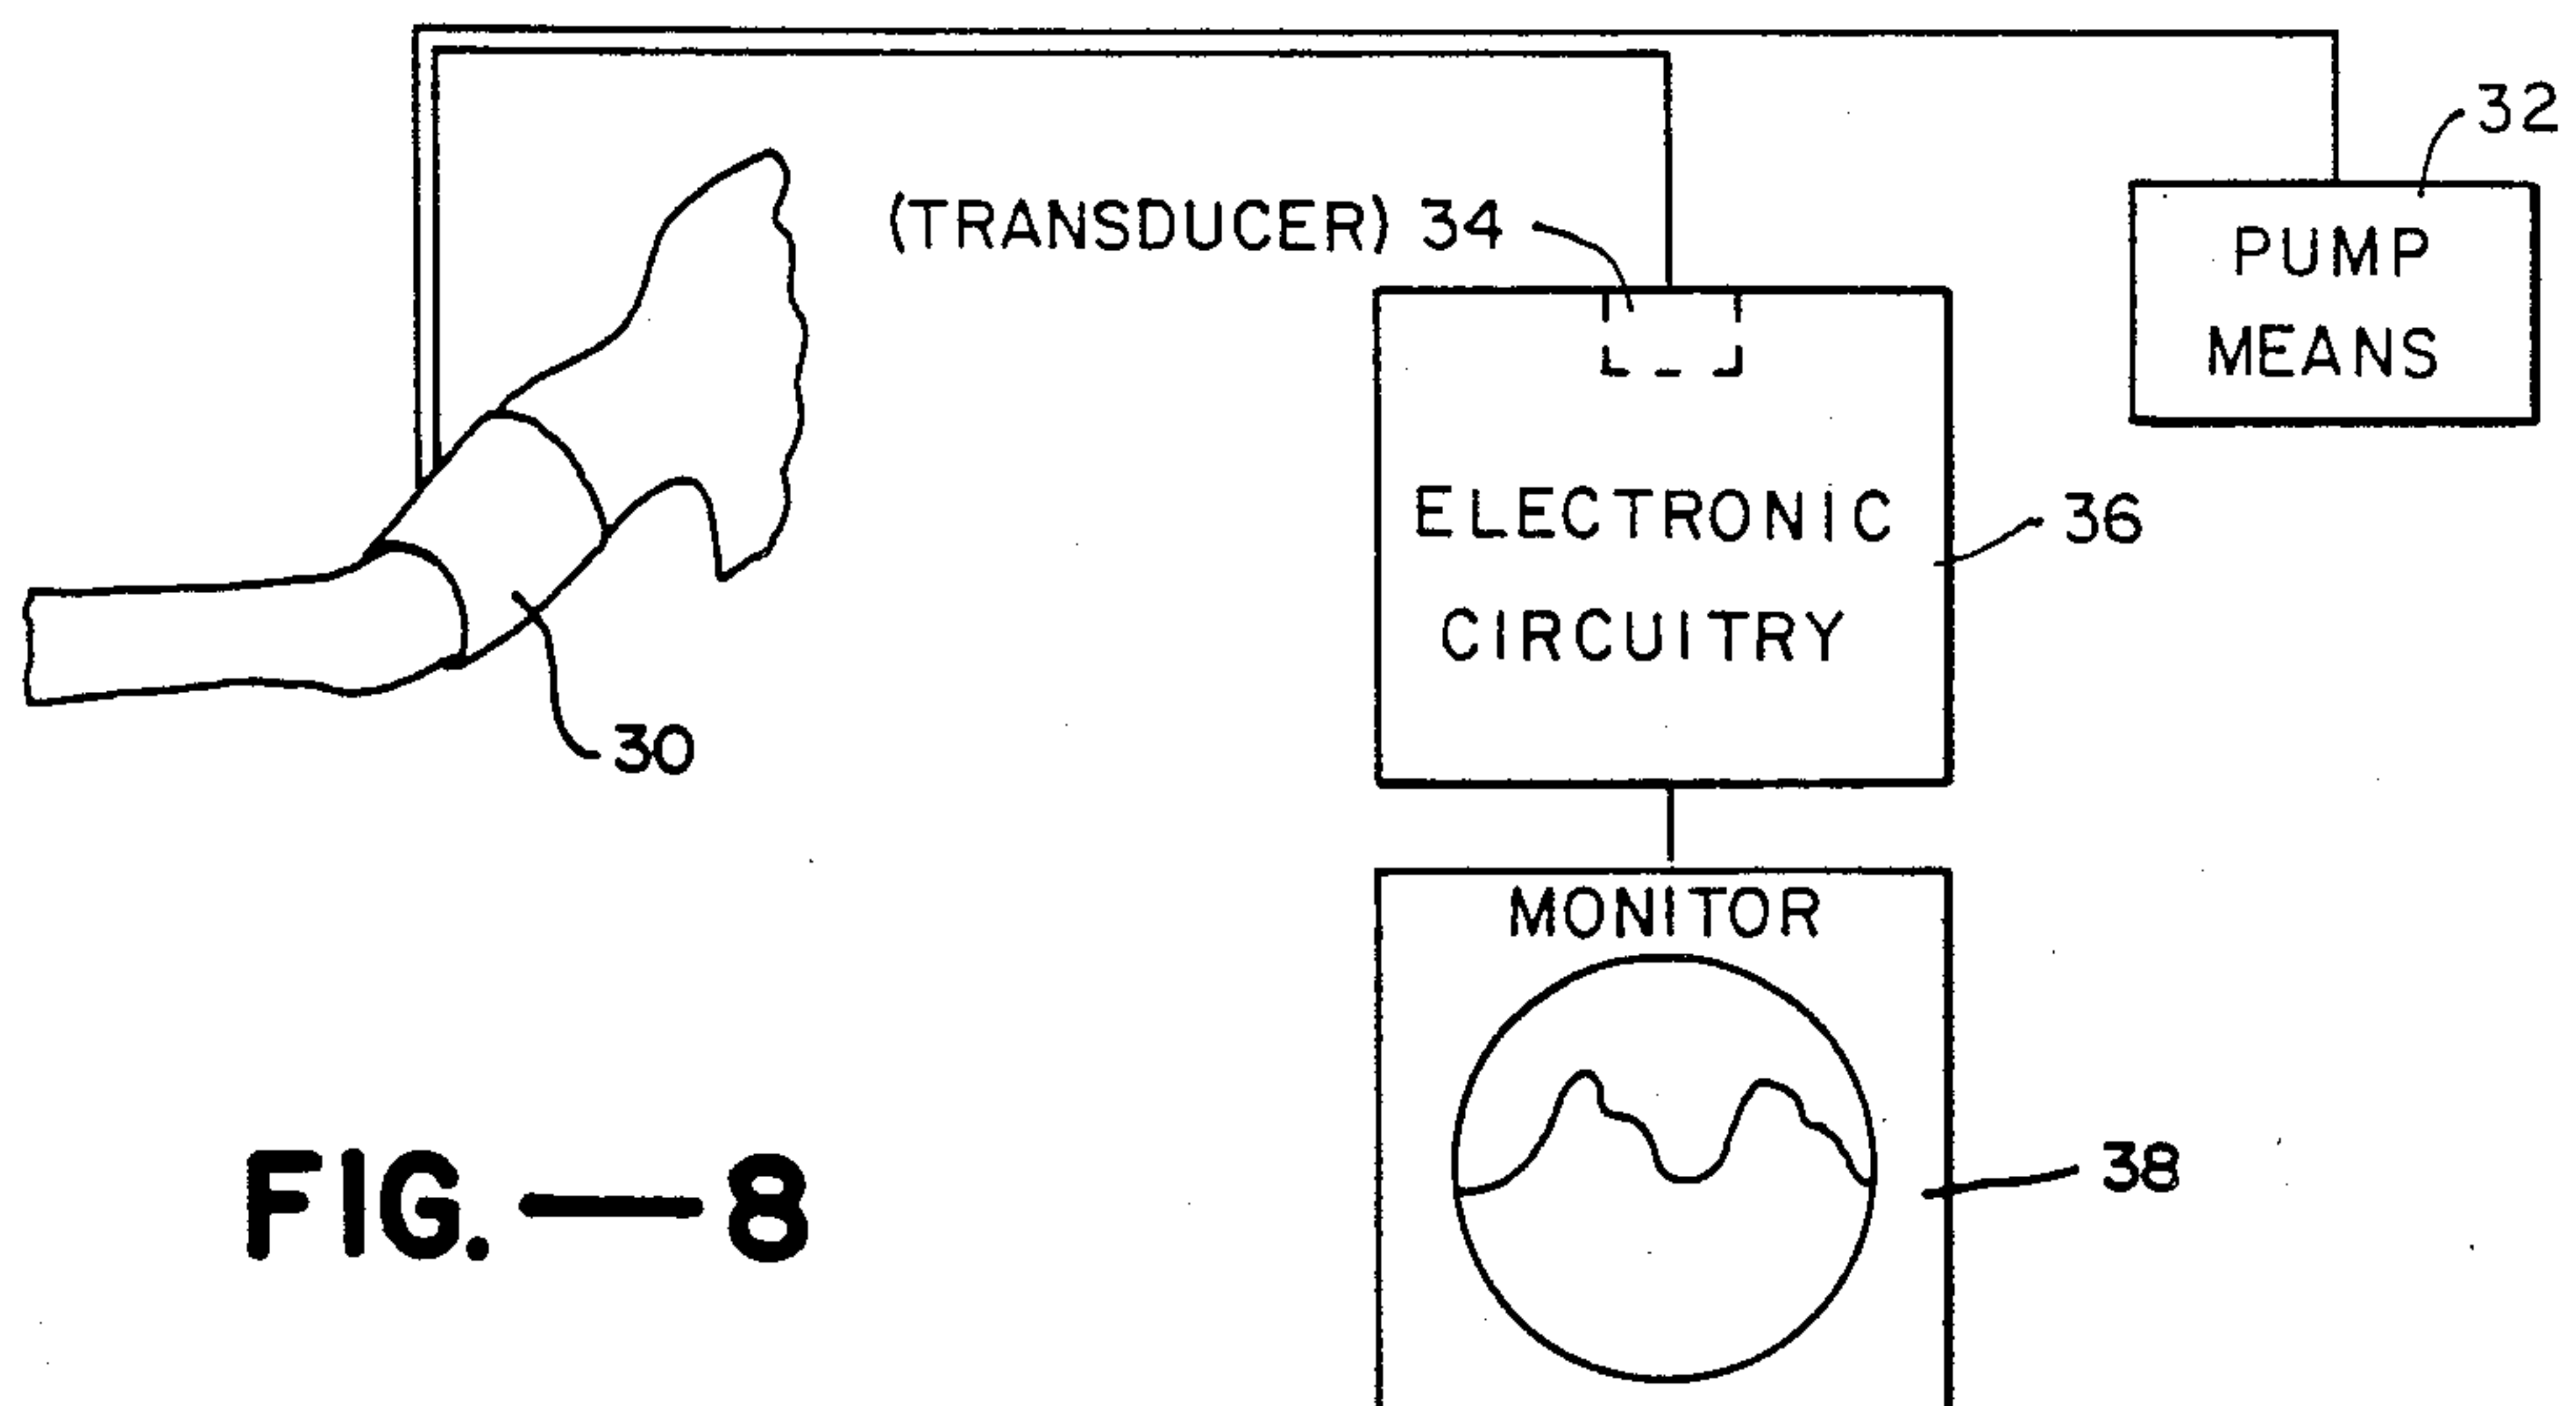 32
PUMP
MEANS
(TRANSDUCER) 34
ELECTRONIC
CIRCUITRY
36
30
MONITOR
38
FIG.—8